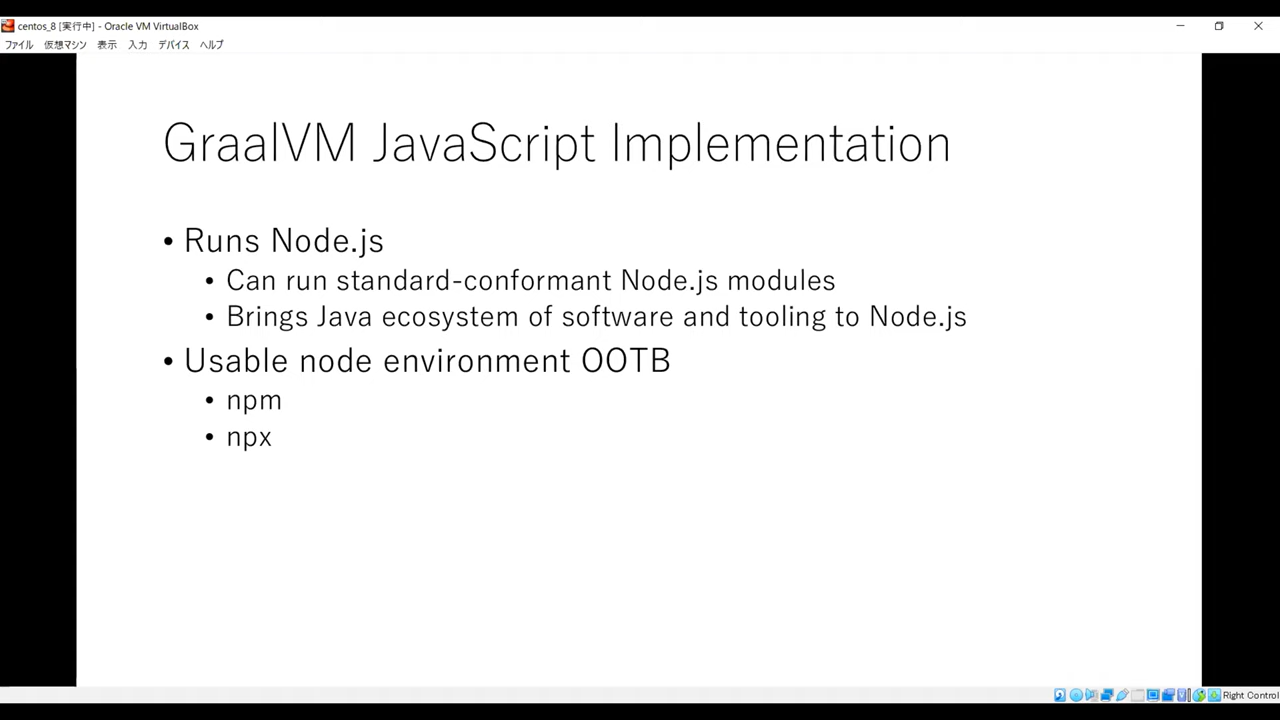 centos_8 [実行中] - Oracle VM VirtualBox
ファイル 仮想マシン 表示 入力 デバイス ヘルプ
GraalVM JavaScript Implementation
• Runs Node.js
• Can run standard-conformant Node.js modules
• Brings Java ecosystem of software and tooling to Node.js
• Usable node environment OOTB
• npm
• npx
Right Control